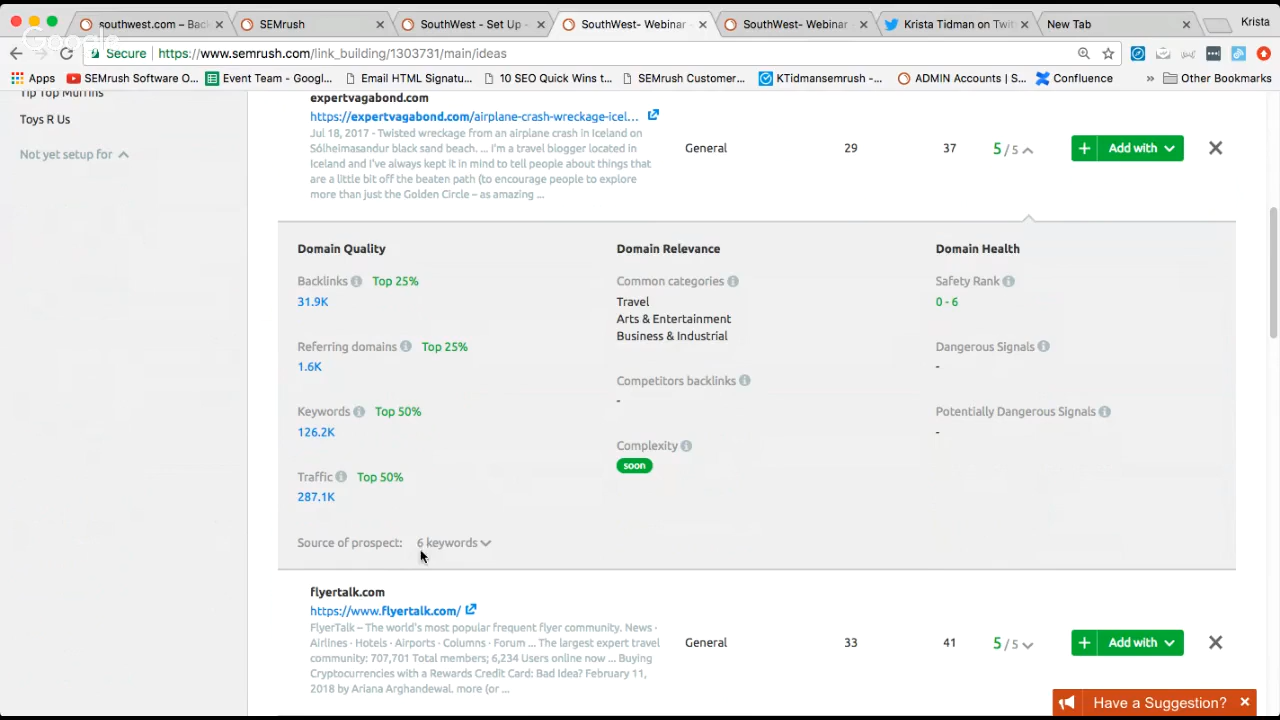 southwest.com – Back
SEMrush
SouthWest - Set Up -
SouthWest- Webinar
SouthWest- Webinar
Krista Tidman on Twit
New Tab
Krista
Google
Secure
https://www.semrush.com/link_building/1303731/main/ideas
Apps
SEMrush Software O...
Event Team - Googl...
Email HTML Signatu...
10 SEO Quick Wins t...
SEMrush Customer...
KTidmansemrush -...
ADMIN Accounts | S...
Confluence
»
Other Bookmarks
Tip Top Muffins
Toys R Us
Not yet setup for
expertvagabond.com
https://expertvagabond.com/airplane-crash-wreckage-icel...
Jul 18, 2017 - Twisted wreckage from an airplane crash in Iceland on
Sólheimasandur black sand beach. ... I'm a travel blogger located in
Iceland and I've always kept it in mind to tell people about things that
are a little bit off the beaten path (to encourage people to explore
more than just the Golden Circle – as amazing ...
General
29
37
5 / 5
+ Add with
Domain Quality
Backlinks Top 25%
31.9K
Referring domains Top 25%
1.6K
Keywords Top 50%
126.2K
Traffic Top 50%
287.1K
Source of prospect: 6 keywords
Domain Relevance
Common categories
Travel
Arts & Entertainment
Business & Industrial
Competitors backlinks
-
Complexity
soon
Domain Health
Safety Rank
0 - 6
Dangerous Signals
-
Potentially Dangerous Signals
-
flyertalk.com
https://www.flyertalk.com/
FlyerTalk – The world's most popular frequent flyer community. News ·
Airlines · Hotels · Airports · Columns · Forum ... The largest expert travel
community: 707,701 Total members; 6,234 Users online now ... Buying
Cryptocurrencies with a Rewards Credit Card: Bad Idea? February 11,
2018 by Ariana Arghandewal. more (or ...
General
33
41
5 / 5
+ Add with
Have a Suggestion? ×